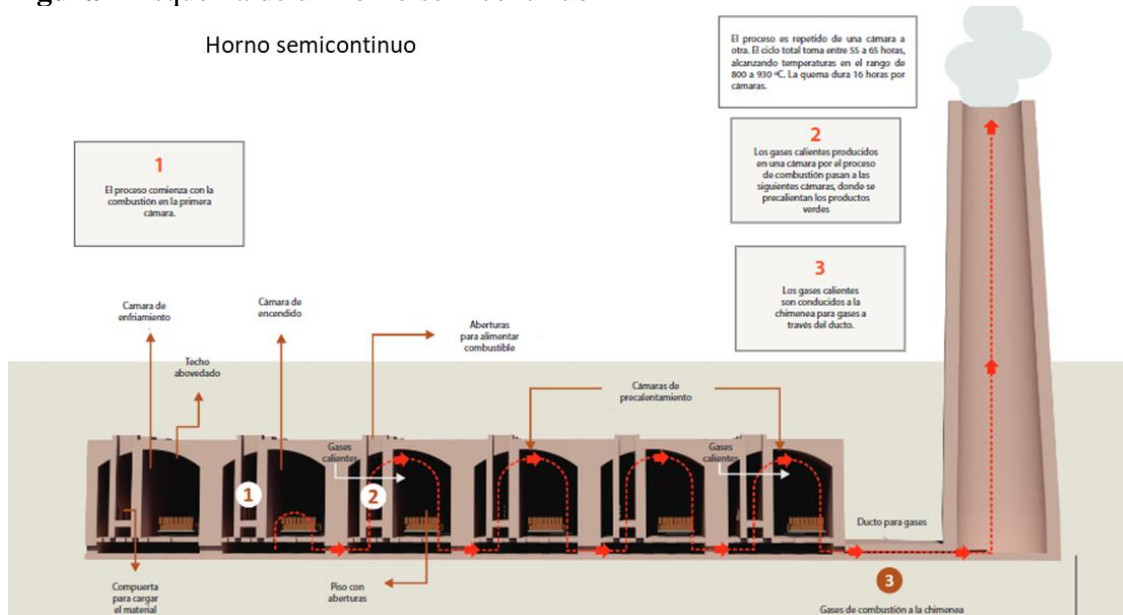 Horno semicontinuo
El proceso es repetido de una cámara a
otra. El ciclo total toma entre 55 a 65 horas,
alcanzando temperaturas en el rango de
800 a 930 ºC. La quema dura 16 horas por
cámaras.
1
El proceso comienza con la
combustión en la primera
cámara.
2
Los gases calientes producidos
en una cámara por el proceso
de combustión pasan a las
siguientes cámaras, donde se
precalientan los productos
verdes
3
Los gases calientes
son conducidos a la
chimenea para gases a
través del ducto.
Camara de
enfriamiento
Cámara de
encendido
Techo
abovedado
Aberturas
para alimentar
combustible
Cámaras de
precalentamiento
Gases
calientes
Gases
calientes
1
2
Ducto para gases
3
Compuerta
para cargar
el material
Piso con
aberturas
Gases de combustión a la chimenea